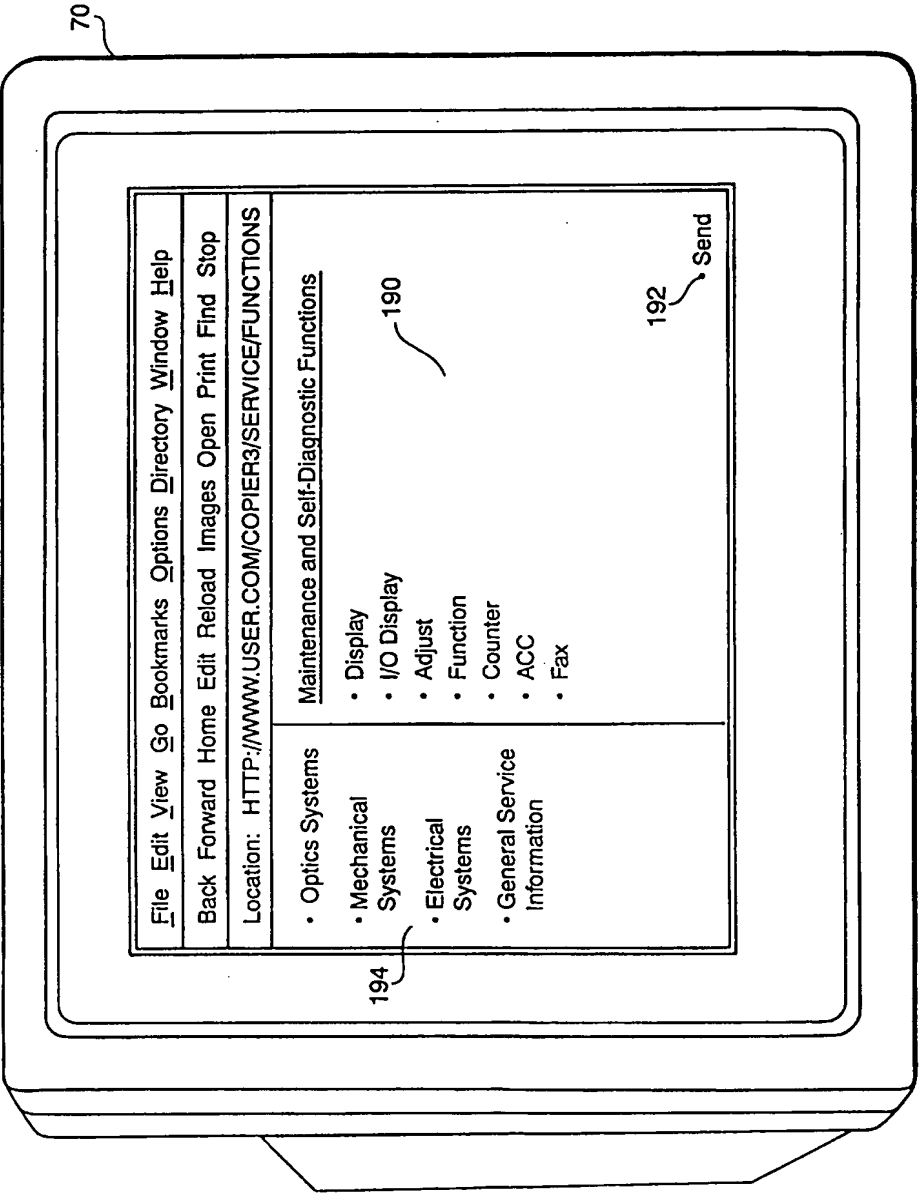 70
File Edit View Go Bookmarks Options Directory Window Help
Back Forward Home Edit Reload Images Open Print Find Stop
Location: HTTP://WWW.USER.COM/COPIER3/SERVICE/FUNCTIONS
• Optics Systems
• Mechanical
Systems
• Electrical
Systems
• General Service
Information
194
Maintenance and Self-Diagnostic Functions
• Display
• I/O Display
• Adjust
• Function
• Counter
• ACC
• Fax
190
192
• Send